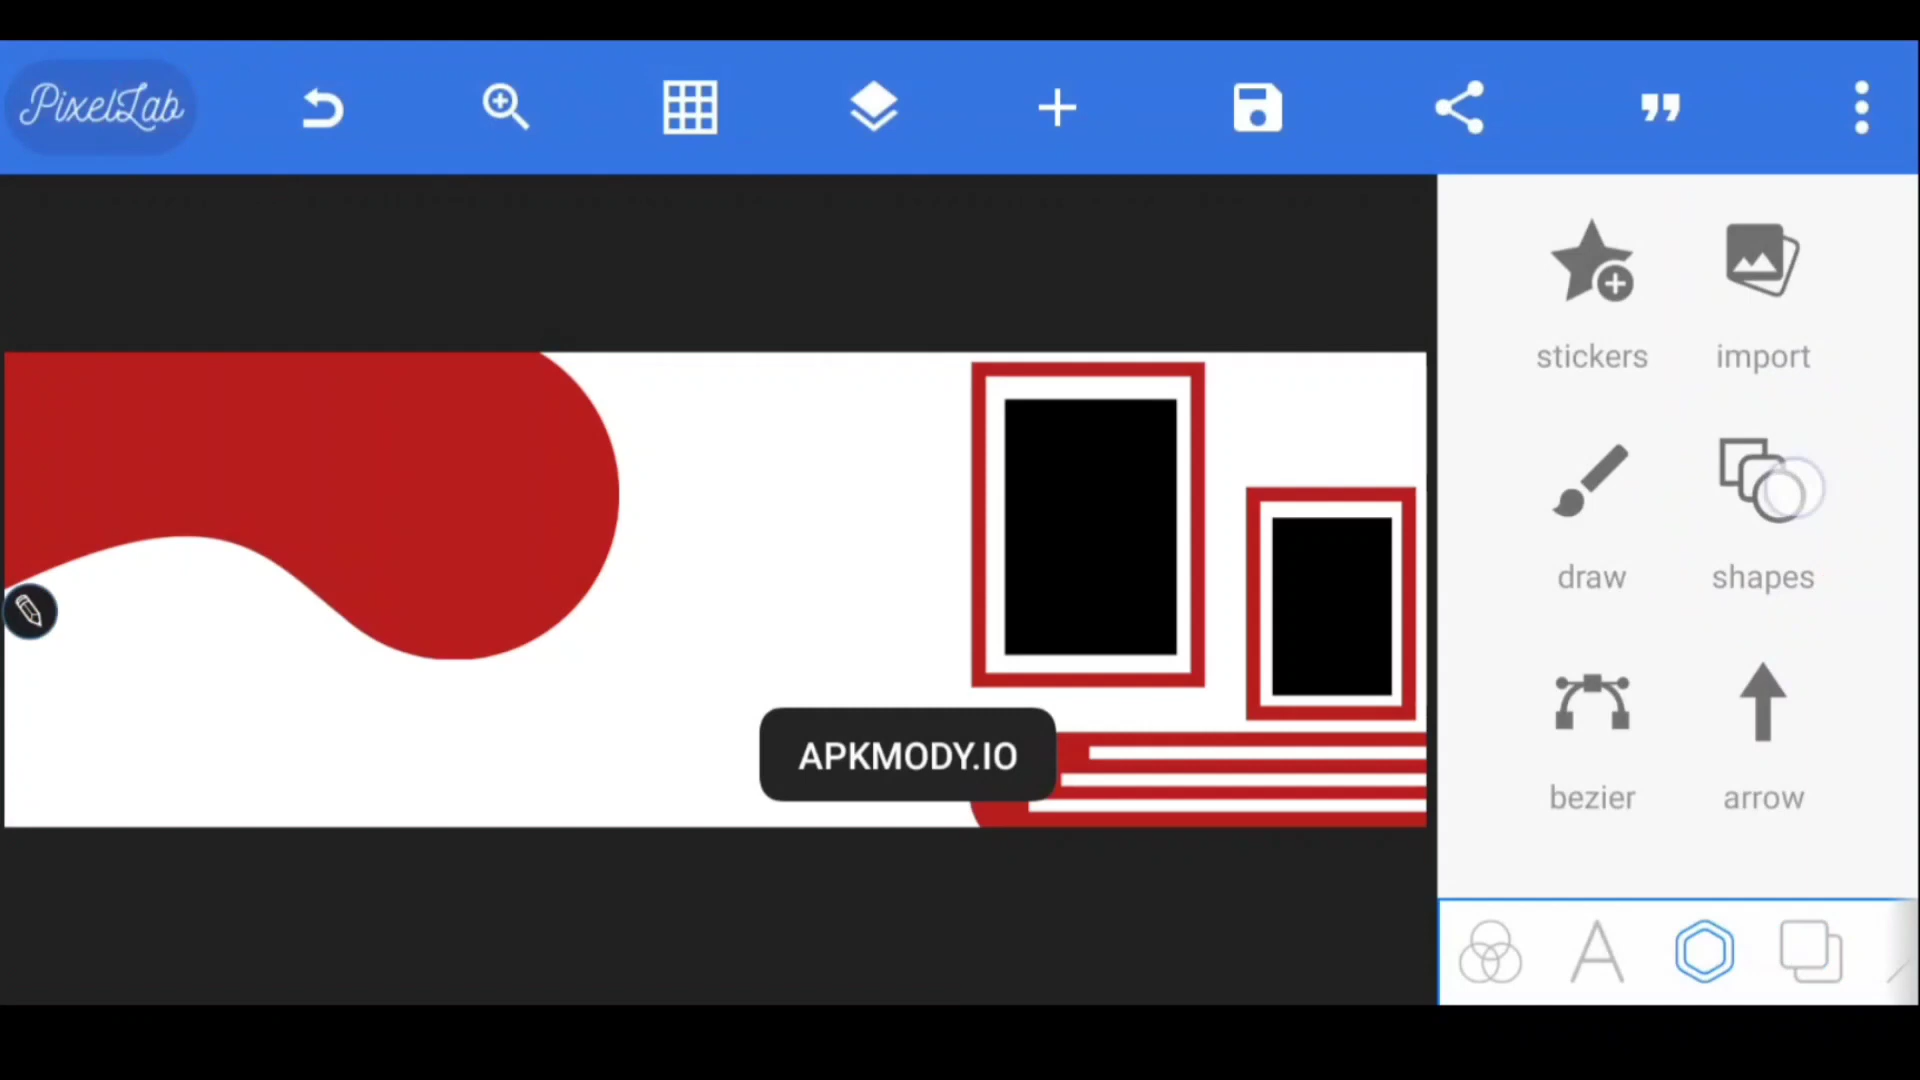 PixelLab
stickers
import
draw
shapes
APKMODY.IO
bezier
arrow